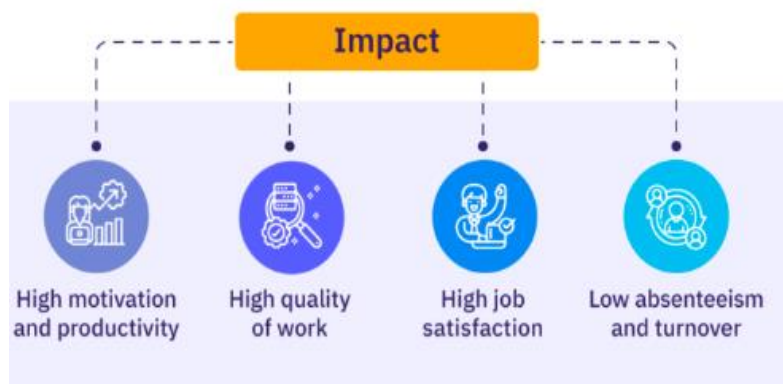 Impact
High motivation
and productivity
High quality
of work
High job
satisfaction
Low absenteeism
and turnover